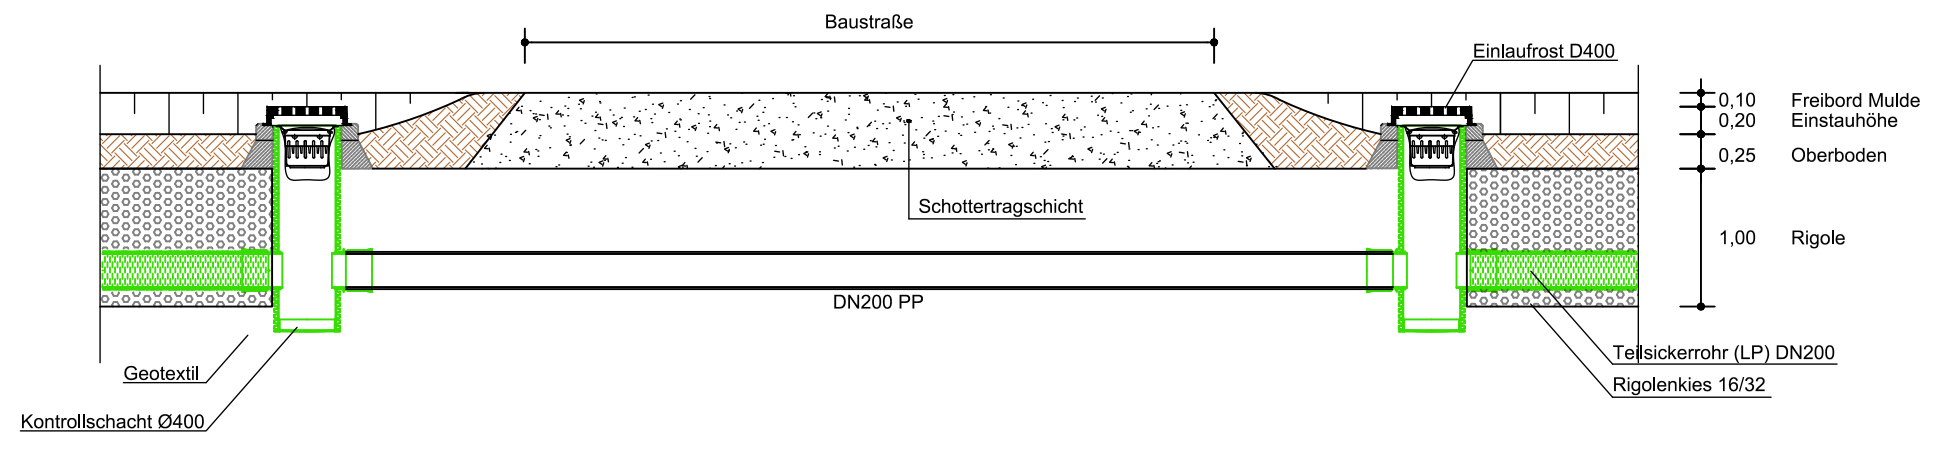 Baustraße
Einlaufrost D400
0,10 Freibord Mulde
0,20 Einstauhöhe
0,25 Oberboden
Schottertragschicht
1,00 Rigole
DN200 PP
Teilsickerrohr (LP) DN200
Geotextil
Rigolenkies 16/32
Kontrollschacht Ø400